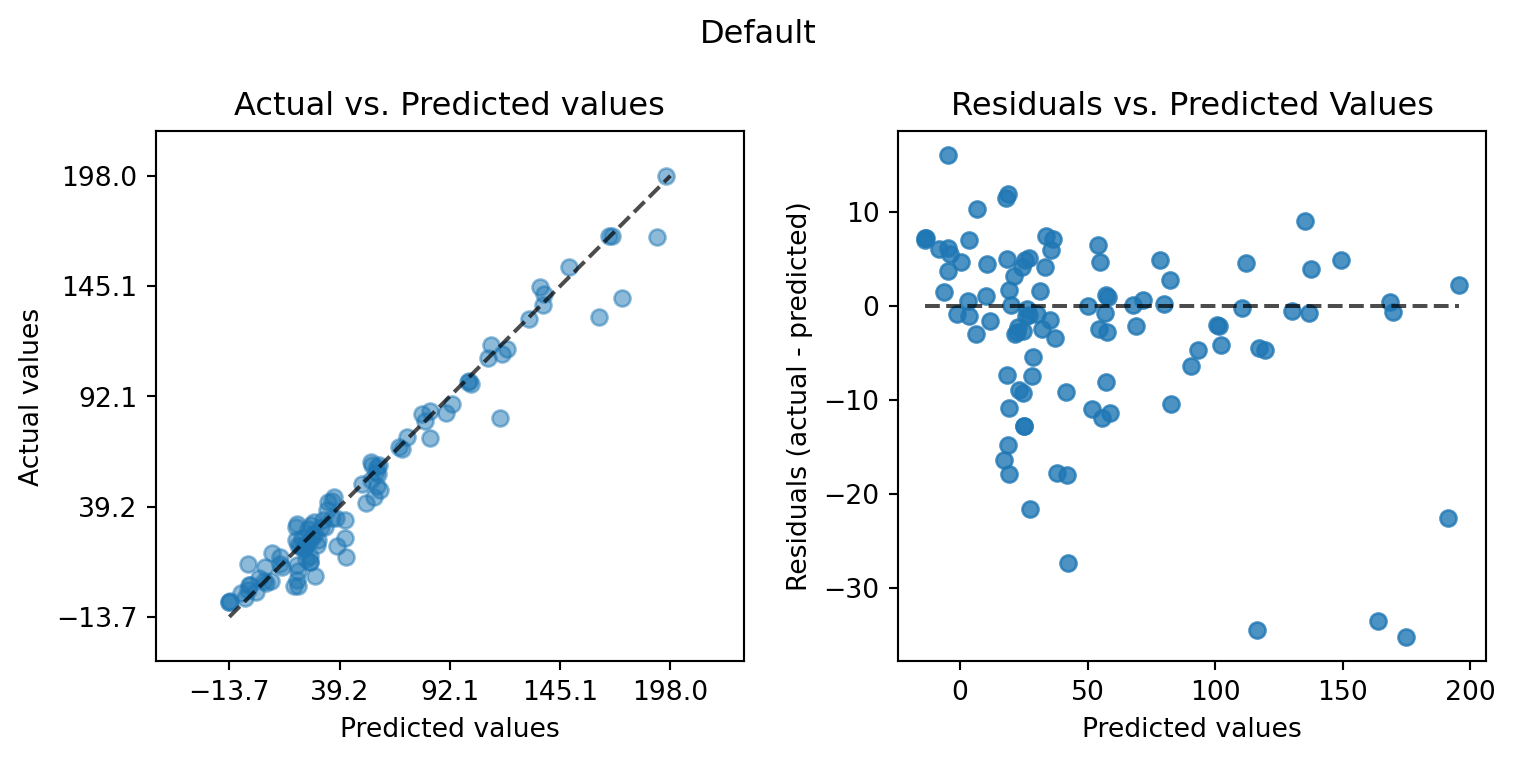 Default
Actual vs. Predicted values
198.0
145.1
92.1
39.2
−13.7
Actual values
−13.7 39.2 92.1 145.1 198.0
Predicted values
Residuals vs. Predicted Values
10
0
−10
−20
−30
Residuals (actual - predicted)
0 50 100 150 200
Predicted values